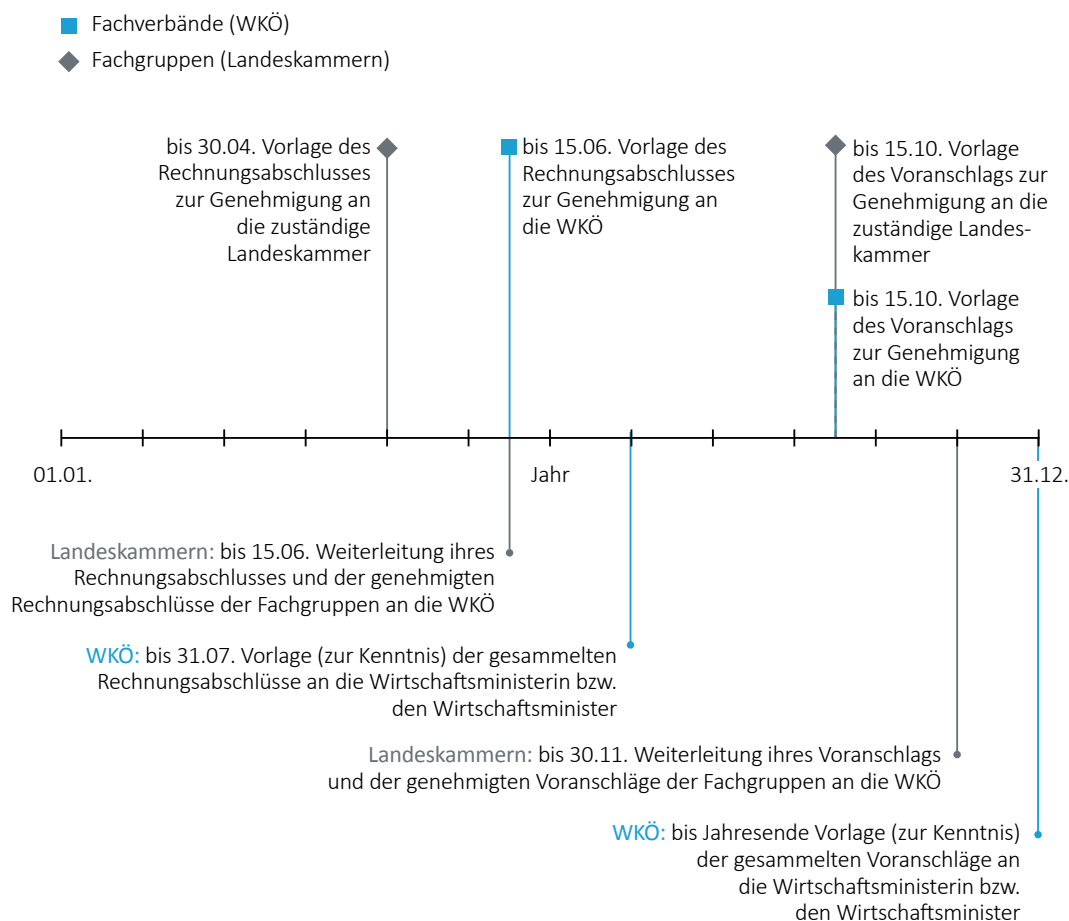 Fachverbände (WKÖ)
Fachgruppen (Landeskammern)
bis 30.04. Vorlage des
Rechnungsabschlusses
zur Genehmigung an
die zuständige
Landeskammer
bis 15.06. Vorlage des
Rechnungsabschlusses
zur Genehmigung an
die WKÖ
bis 15.10. Vorlage
des Voranschlags zur
Genehmigung an die
zuständige Landes-
kammer
bis 15.10. Vorlage
des Voranschlags
zur Genehmigung
an die WKÖ
01.01.
Jahr
31.12.
Landeskammern: bis 15.06. Weiterleitung ihres
Rechnungsabschlusses und der genehmigten
Rechnungsabschlüsse der Fachgruppen an die WKÖ
WKÖ: bis 31.07. Vorlage (zur Kenntnis) der gesammelten
Rechnungsabschlüsse an die Wirtschaftsministerin bzw.
den Wirtschaftsminister
Landeskammern: bis 30.11. Weiterleitung ihres Voranschlags
und der genehmigten Voranschläge der Fachgruppen an die WKÖ
WKÖ: bis Jahresende Vorlage (zur Kenntnis)
der gesammelten Voranschläge an
die Wirtschaftsministerin bzw.
den Wirtschaftsminister